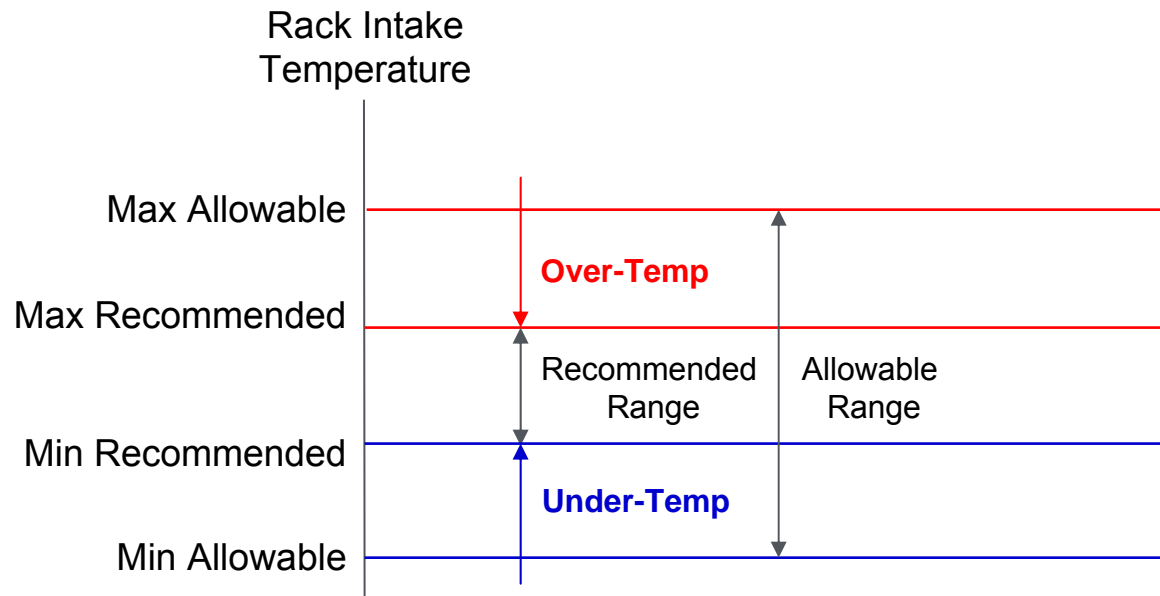 Rack Intake
Temperature
Max Allowable
Over-Temp
Max Recommended
Recommended
Range
Allowable
Range
Min Recommended
Under-Temp
Min Allowable